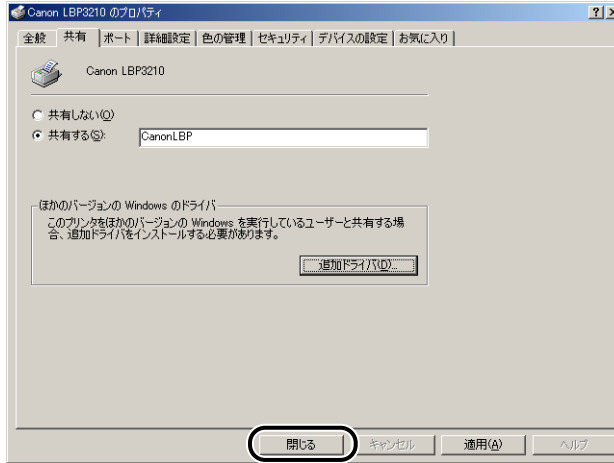 Canon LBP3210 のプロパティ
全般 共有 ポート 詳細設定 色の管理 セキュリティ デバイスの設定 お気に入り
Canon LBP3210
共有しない(O)
共有する(S): CanonLBP
ほかのバージョンの Windows のドライバ
このプリンタをほかのバージョンの Windows を実行しているユーザーと共有する場
合、追加ドライバをインストールする必要があります。
追加ドライバ(D)...
閉じる キャンセル 適用(A) ヘルプ